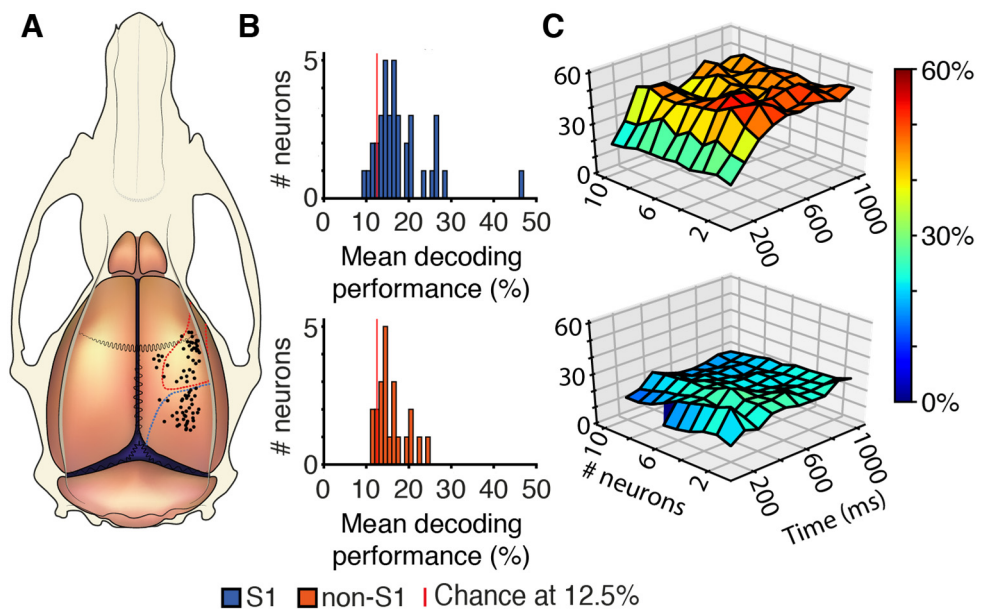 A
B
C
5
0
# neurons
0 10 20 30 40 50
Mean decoding
performance (%)
5
0
# neurons
0 10 20 30 40 50
Mean decoding
performance (%)
60
30
0
10
6
2
200
600
1000
60%
30%
0%
60
30
0
10
6
2
# neurons
200
600
1000
Time (ms)
S1 non-S1 Chance at 12.5%